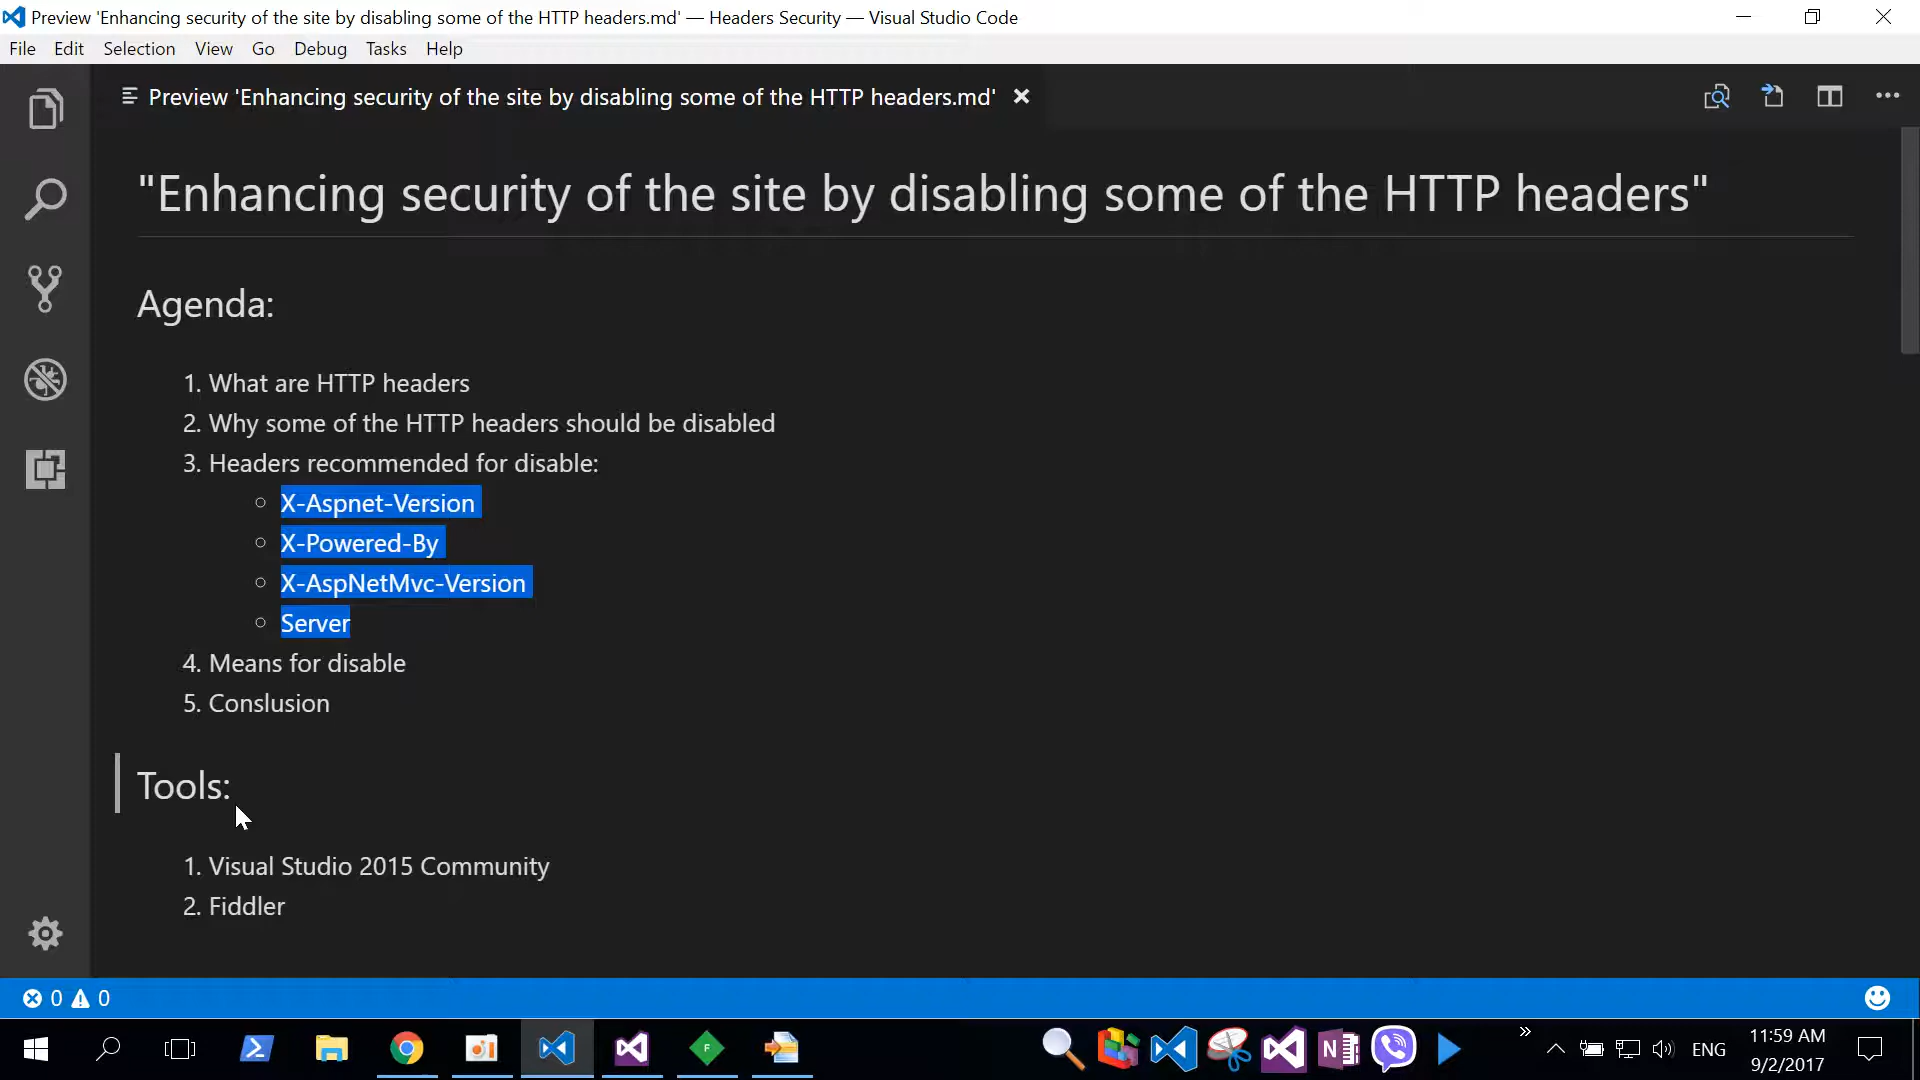 Preview 'Enhancing security of the site by disabling some of the HTTP headers.md' — Headers Security — Visual Studio Code
File Edit Selection View Go Debug Tasks Help
Preview 'Enhancing security of the site by disabling some of the HTTP headers.md'
"Enhancing security of the site by disabling some of the HTTP headers"
Agenda:
1. What are HTTP headers
2. Why some of the HTTP headers should be disabled
3. Headers recommended for disable:
X-Aspnet-Version
X-Powered-By
X-AspNetMvc-Version
Server
4. Means for disable
5. Conslusion
Tools:
1. Visual Studio 2015 Community
2. Fiddler
0 0
ENG
11:59 AM
9/2/2017